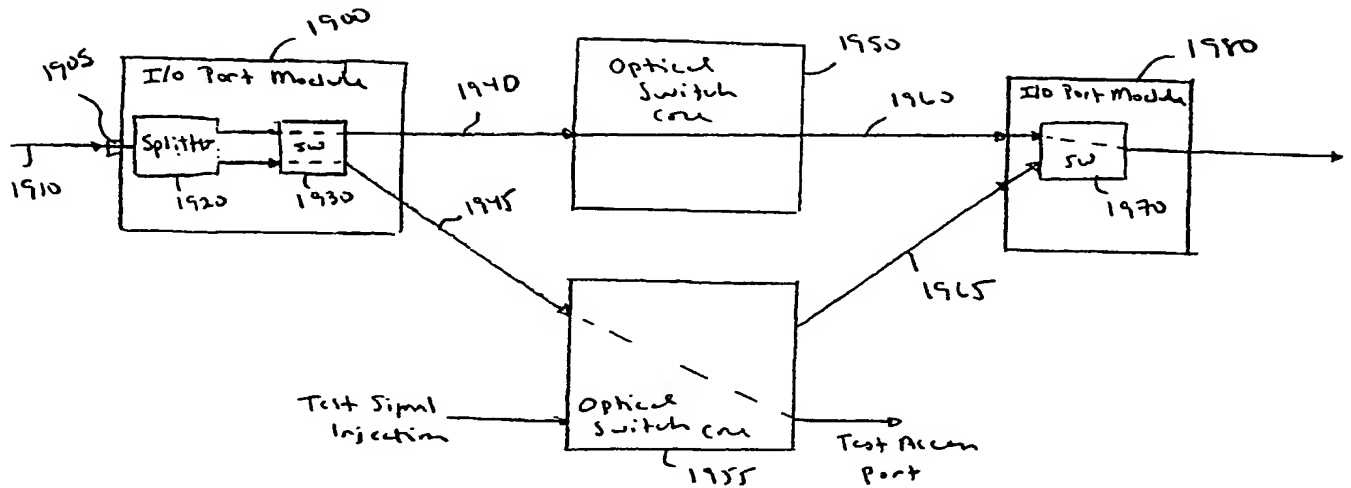 1900
1905
I/o Port Module
Splitter
SW
1910
1920
1930
1940
1945
Optical
Switch
Core
1950
1960
1980
I/o Port Module
SW
1970
1965
Test Signal
Injection
Optical
Switch Core
1955
Test Access
Port